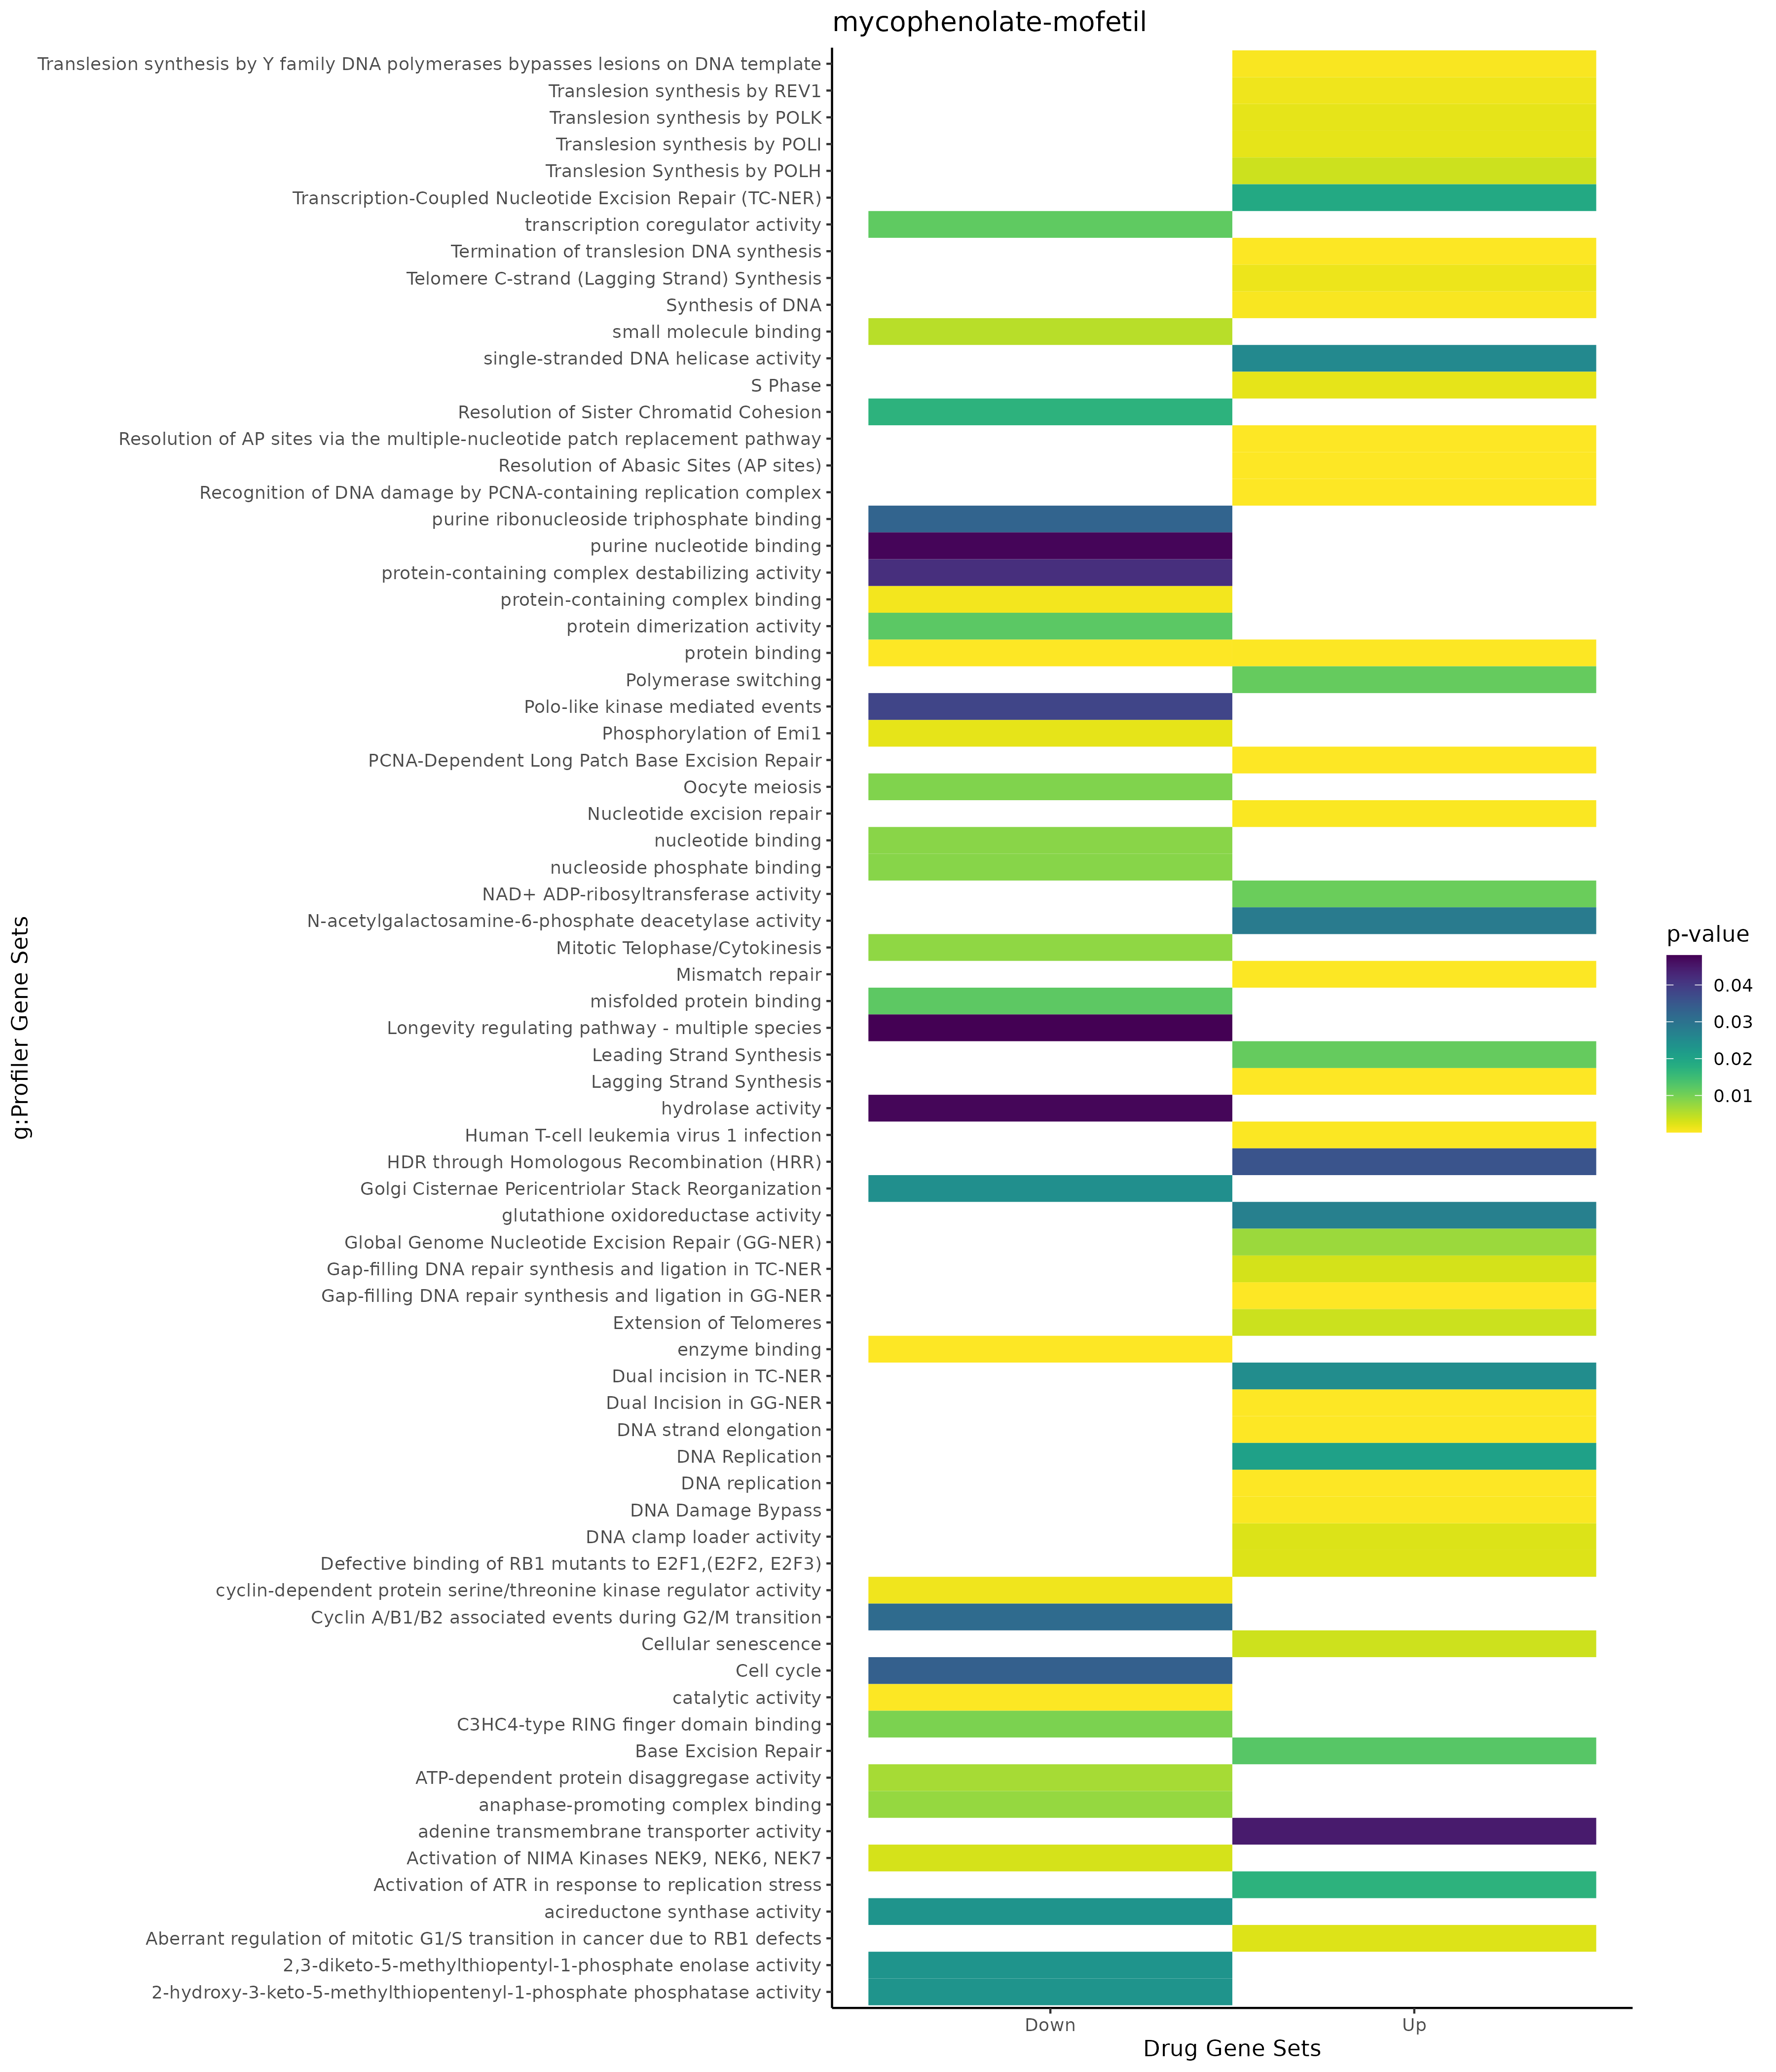 mycophenolate-mofetil
Translesion synthesis by Y family DNA polymerases bypasses lesions on DNA template
Translesion synthesis by REV1
Translesion synthesis by POLK
Translesion synthesis by POLI
Translesion Synthesis by POLH
Transcription-Coupled Nucleotide Excision Repair (TC-NER)
transcription coregulator activity
Termination of translesion DNA synthesis
Telomere C-strand (Lagging Strand) Synthesis
Synthesis of DNA
small molecule binding
single-stranded DNA helicase activity
S Phase
Resolution of Sister Chromatid Cohesion
Resolution of AP sites via the multiple-nucleotide patch replacement pathway
Resolution of Abasic Sites (AP sites)
Recognition of DNA damage by PCNA-containing replication complex
purine ribonucleoside triphosphate binding
purine nucleotide binding
protein-containing complex destabilizing activity
protein-containing complex binding
protein dimerization activity
protein binding
Polymerase switching
Polo-like kinase mediated events
Phosphorylation of Emi1
PCNA-Dependent Long Patch Base Excision Repair
Oocyte meiosis
Nucleotide excision repair
nucleotide binding
nucleoside phosphate binding
NAD+ ADP-ribosyltransferase activity
N-acetylgalactosamine-6-phosphate deacetylase activity
Mitotic Telophase/Cytokinesis
Mismatch repair
misfolded protein binding
Longevity regulating pathway - multiple species
Leading Strand Synthesis
Lagging Strand Synthesis
hydrolase activity
Human T-cell leukemia virus 1 infection
HDR through Homologous Recombination (HRR)
Golgi Cisternae Pericentriolar Stack Reorganization
glutathione oxidoreductase activity
Global Genome Nucleotide Excision Repair (GG-NER)
Gap-filling DNA repair synthesis and ligation in TC-NER
Gap-filling DNA repair synthesis and ligation in GG-NER
Extension of Telomeres
enzyme binding
Dual incision in TC-NER
Dual Incision in GG-NER
DNA strand elongation
DNA Replication
DNA replication
DNA Damage Bypass
DNA clamp loader activity
Defective binding of RB1 mutants to E2F1,(E2F2, E2F3)
cyclin-dependent protein serine/threonine kinase regulator activity
Cyclin A/B1/B2 associated events during G2/M transition
Cellular senescence
Cell cycle
catalytic activity
C3HC4-type RING finger domain binding
Base Excision Repair
ATP-dependent protein disaggregase activity
anaphase-promoting complex binding
adenine transmembrane transporter activity
Activation of NIMA Kinases NEK9, NEK6, NEK7
Activation of ATR in response to replication stress
acireductone synthase activity
Aberrant regulation of mitotic G1/S transition in cancer due to RB1 defects
2,3-diketo-5-methylthiopentyl-1-phosphate enolase activity
2-hydroxy-3-keto-5-methylthiopentenyl-1-phosphate phosphatase activity
g:Profiler Gene Sets
Down
Up
Drug Gene Sets
p-value
0.04
0.03
0.02
0.01